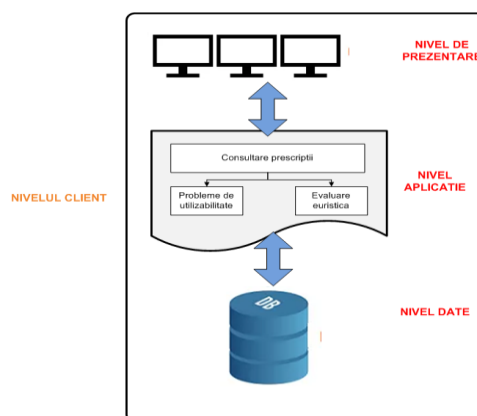 NIVEL DE
PREZENTARE
Consultare prescriptii
Probleme de
utilizabilitate
Evaluare
euristica
NIVEL
APLICATIE
NIVELUL CLIENT
DB
NIVEL DATE